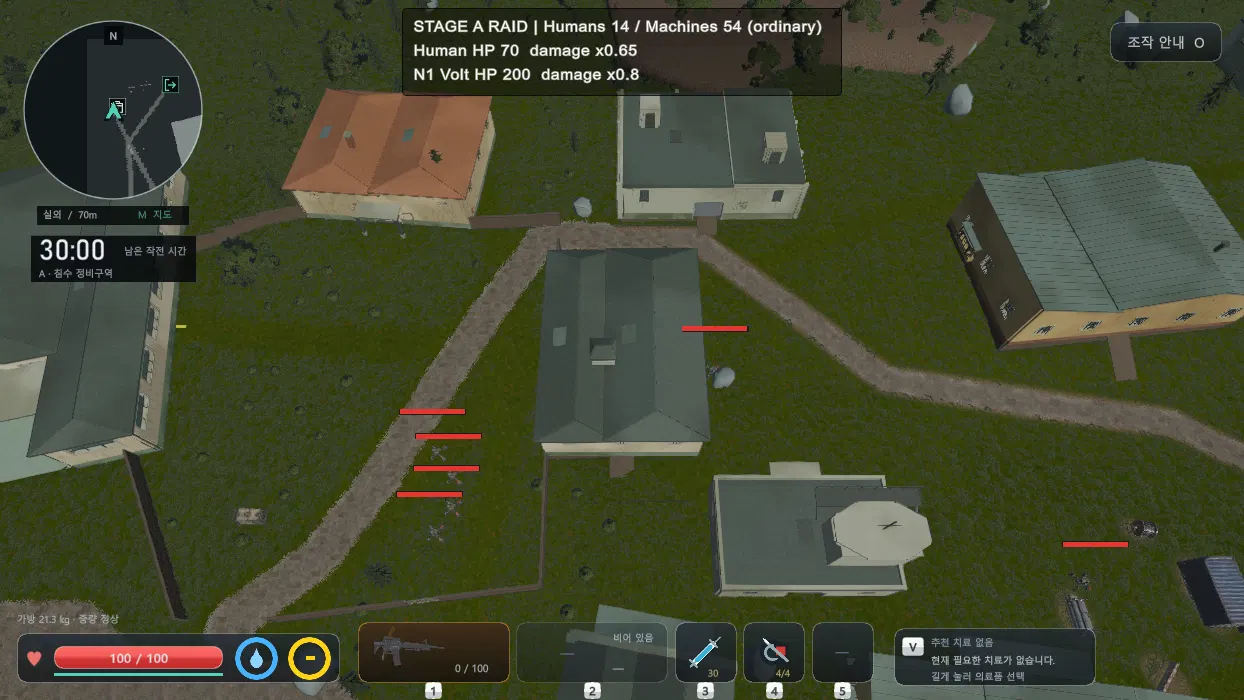 STAGE A RAID | Humans 14 / Machines 54 (ordinary)
Human HP 70 damage x0.65
N1 Volt HP 200 damage x0.8
조작 안내 O
N
실외 / 70m
M 지도
30:00
남은 작전 시간
A · 침수 정비구역
가방 21.3 kg · 중량 정상
100 / 100
0 / 100
1
비어 있음
2
30
3
4/4
4
5
V
추천 치료 없음
현재 필요한 치료가 없습니다.
길게 눌러 의료품 선택